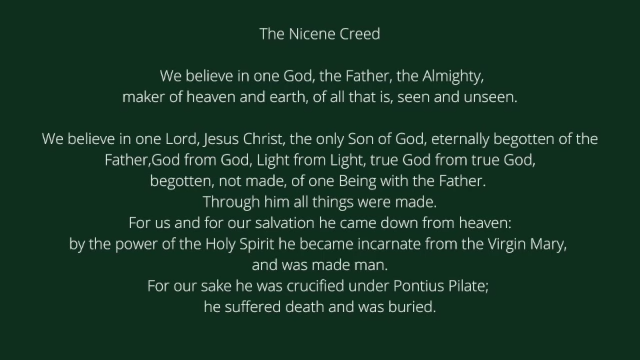 The Nicene Creed
We believe in one God, the Father, the Almighty,
maker of heaven and earth, of all that is, seen and unseen.
We believe in one Lord, Jesus Christ, the only Son of God, eternally begotten of the
Father,God from God, Light from Light, true God from true God,
begotten, not made, of one Being with the Father.
Through him all things were made.
For us and for our salvation he came down from heaven:
by the power of the Holy Spirit he became incarnate from the Virgin Mary,
and was made man.
For our sake he was crucified under Pontius Pilate;
he suffered death and was buried.